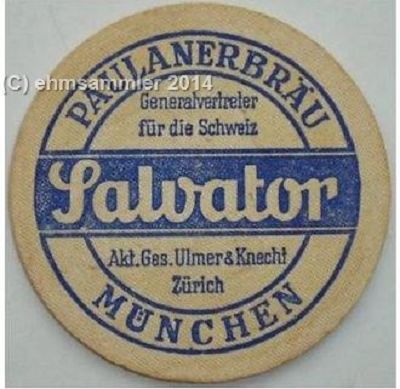 PAULANERBRÄU
(C) ehmsammler 2014
Generalvertreter
für die Schweiz
Salvator
Akt. Ges. Ulmer & Knecht
Zürich
MÜNCHEN